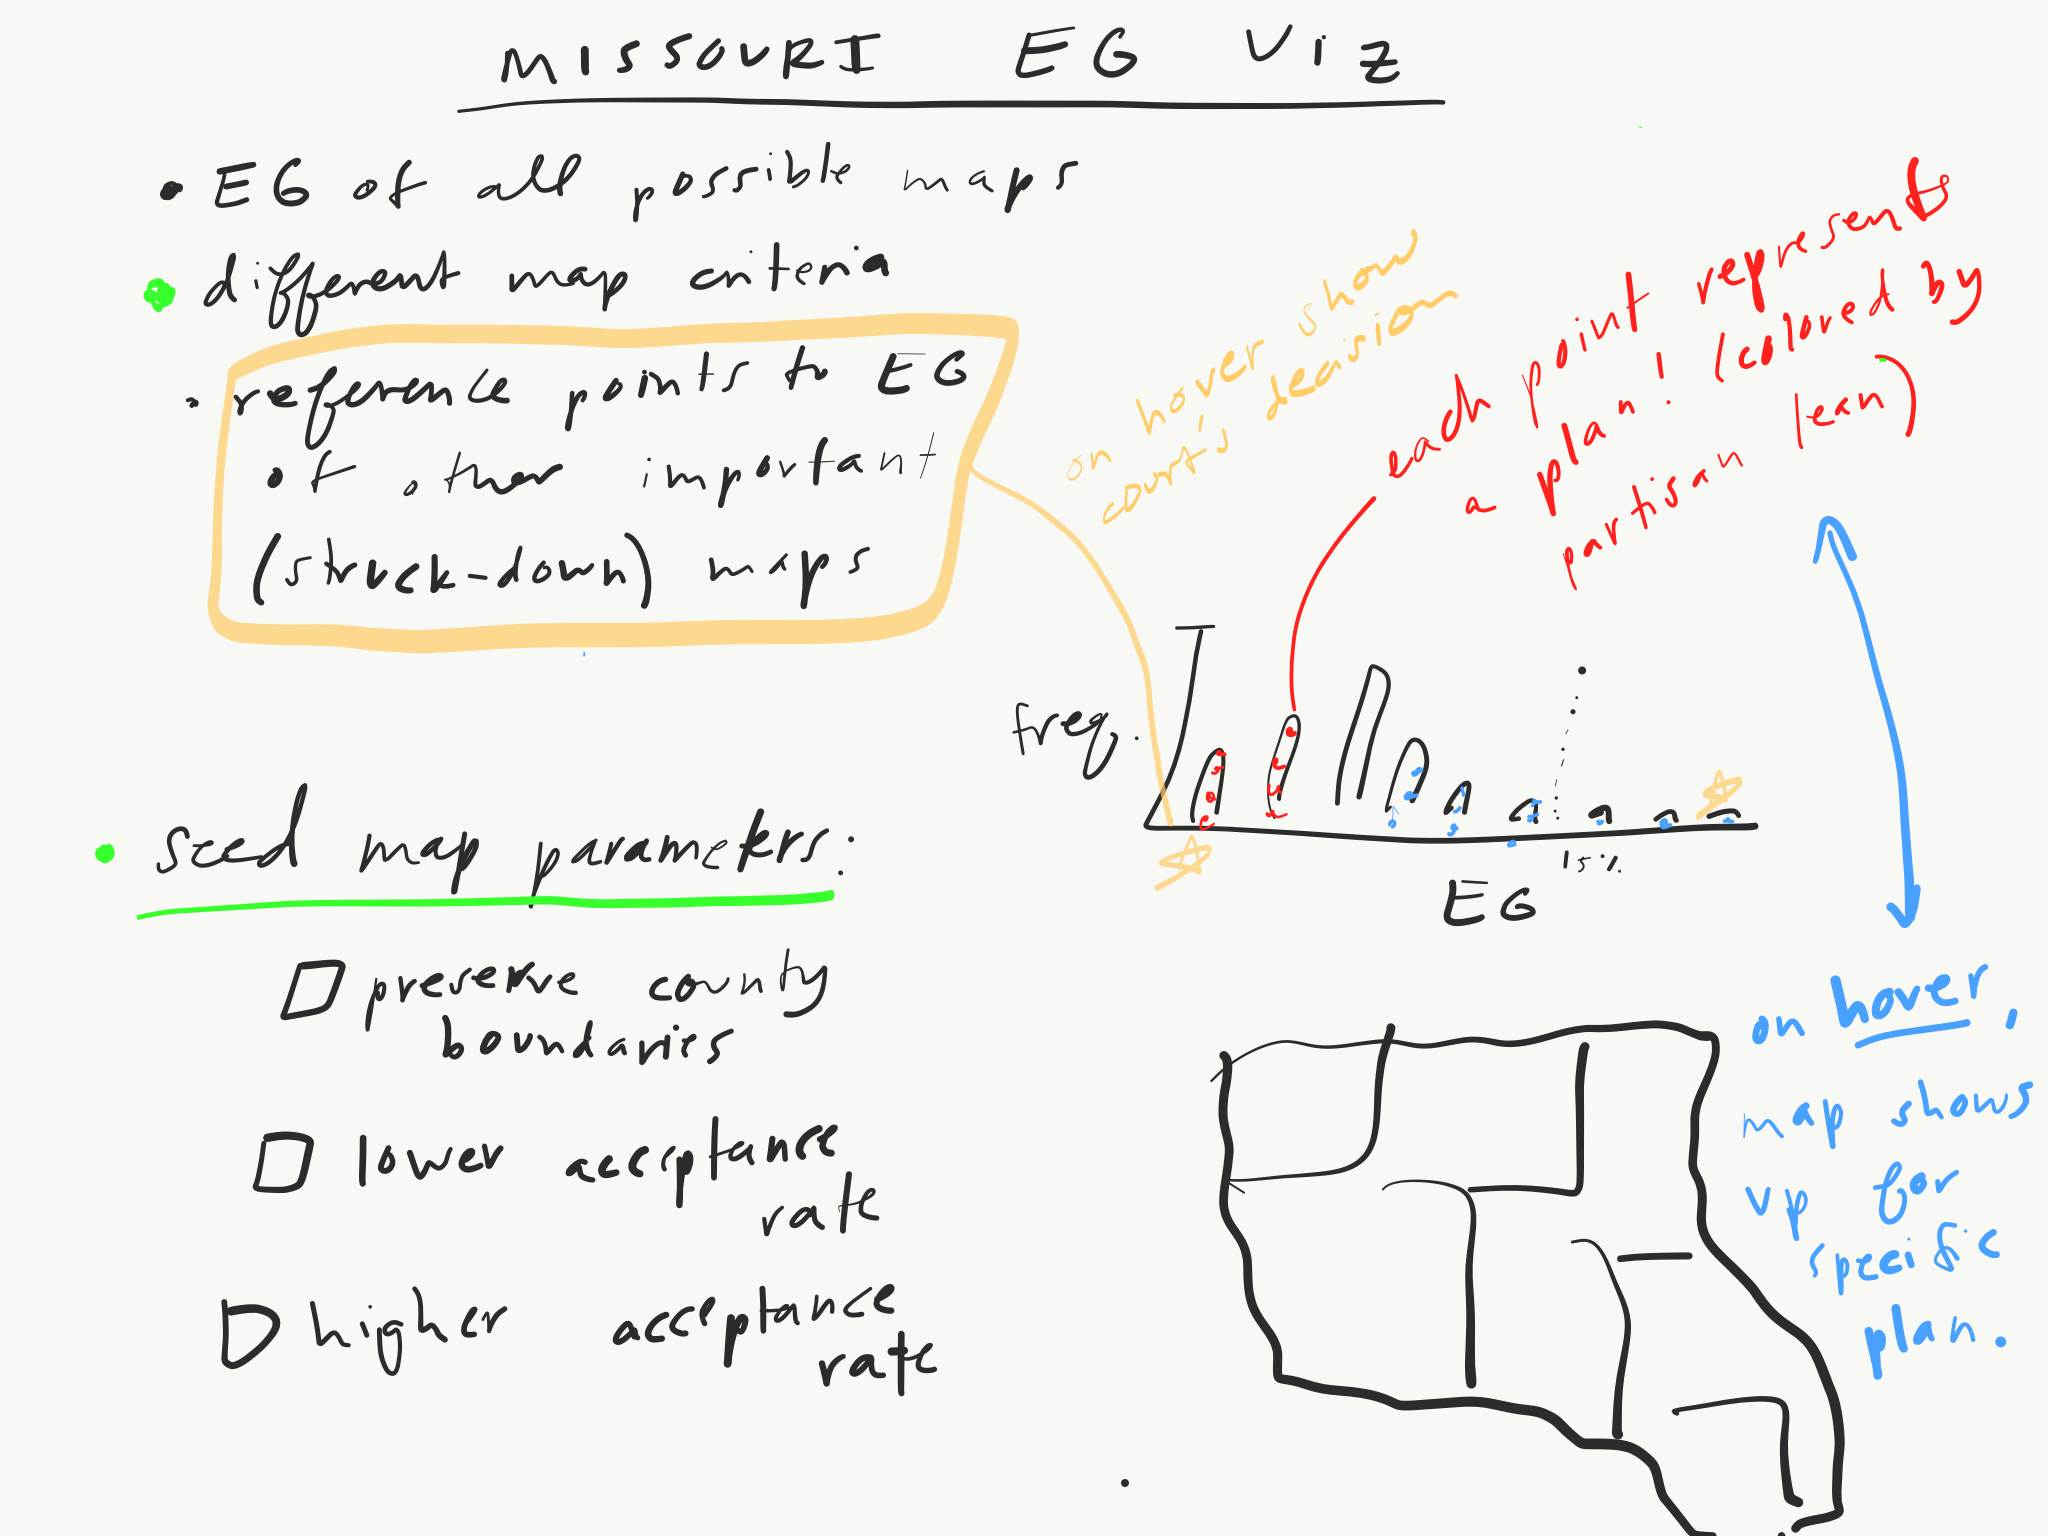 MISSOURI EG Viz
• EG of all possible maps
• different map criteria
• reference points to EG
of other important
(struck-down) maps
on hover show
court's decision
each point represents
a plan! (colored by
partisan lean)
freq.
15%
EG
• seed map parameters:
preserve county
boundaries
lower acceptance
rate
higher acceptance
rate
on hover,
map shows
up for
specific
plan.